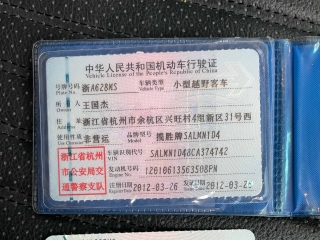 中华人民共和国机动车行驶证
Vehicle License of the People's Republic of China
号牌号码 浙A628MS 车辆类型 小型越野客车
Plate No. Vehicle Type
所有人 王国杰
住址 浙江省杭州市余杭区兴旺村4组新区31号西
使用性质 非营运 品牌型号 揽胜牌SALMN1D4
Use Character Model
浙江省杭州 车辆识别代号 SALMN1D48CA374742
VIN
市公安局交 发动机号码 12010613563508PN
Engine No.
通警察支队 注册日期 2012-03-26 发证日期 2012-03-2
Register Date Issue Date